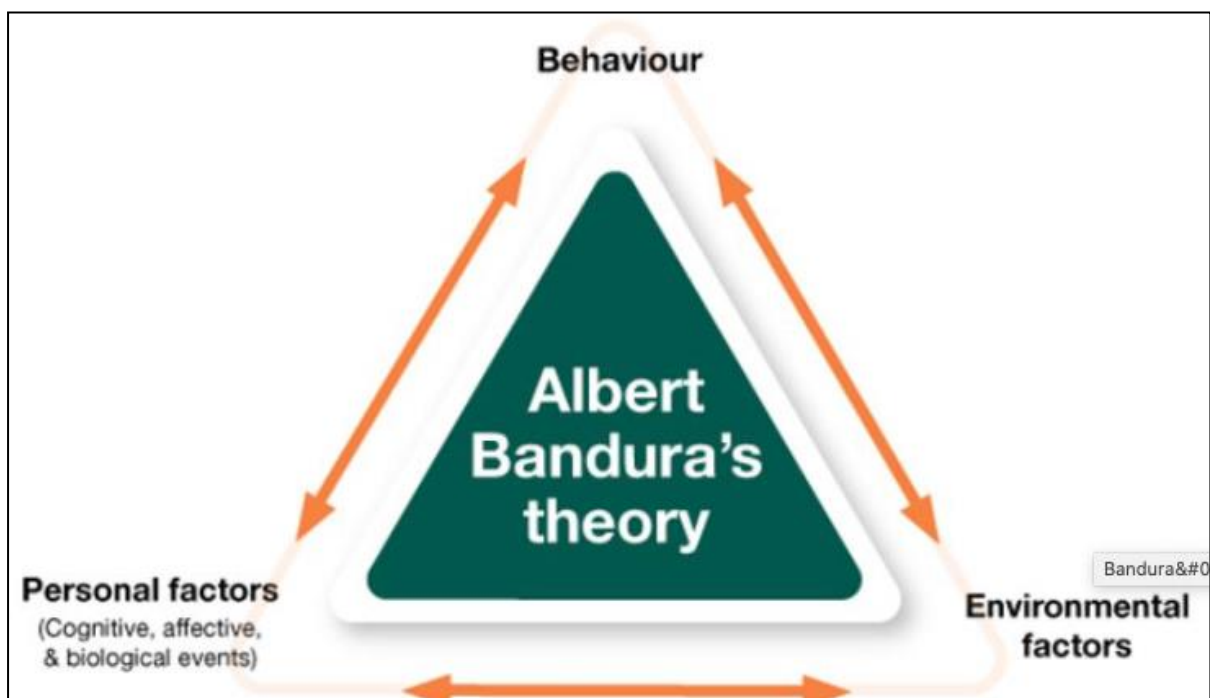 Behaviour
Albert
Bandura's
theory
Personal factors
(Cognitive, affective,
& biological events)
Bandura&#0
Environmental
factors